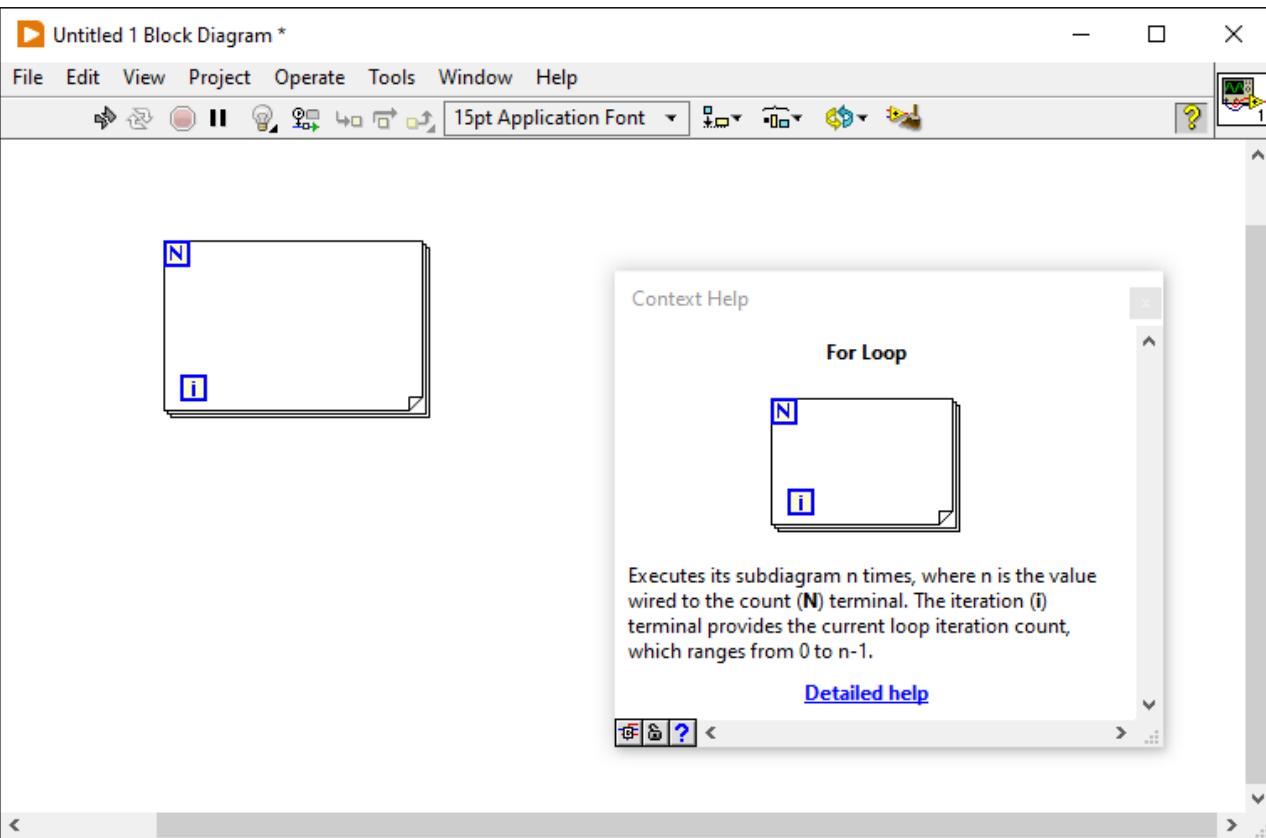 Untitled 1 Block Diagram *
File Edit View Project Operate Tools Window Help
15pt Application Font
1
N
i
Context Help
For Loop
N
i
Executes its subdiagram n times, where n is the value
wired to the count (N) terminal. The iteration (i)
terminal provides the current loop iteration count,
which ranges from 0 to n-1.
Detailed help